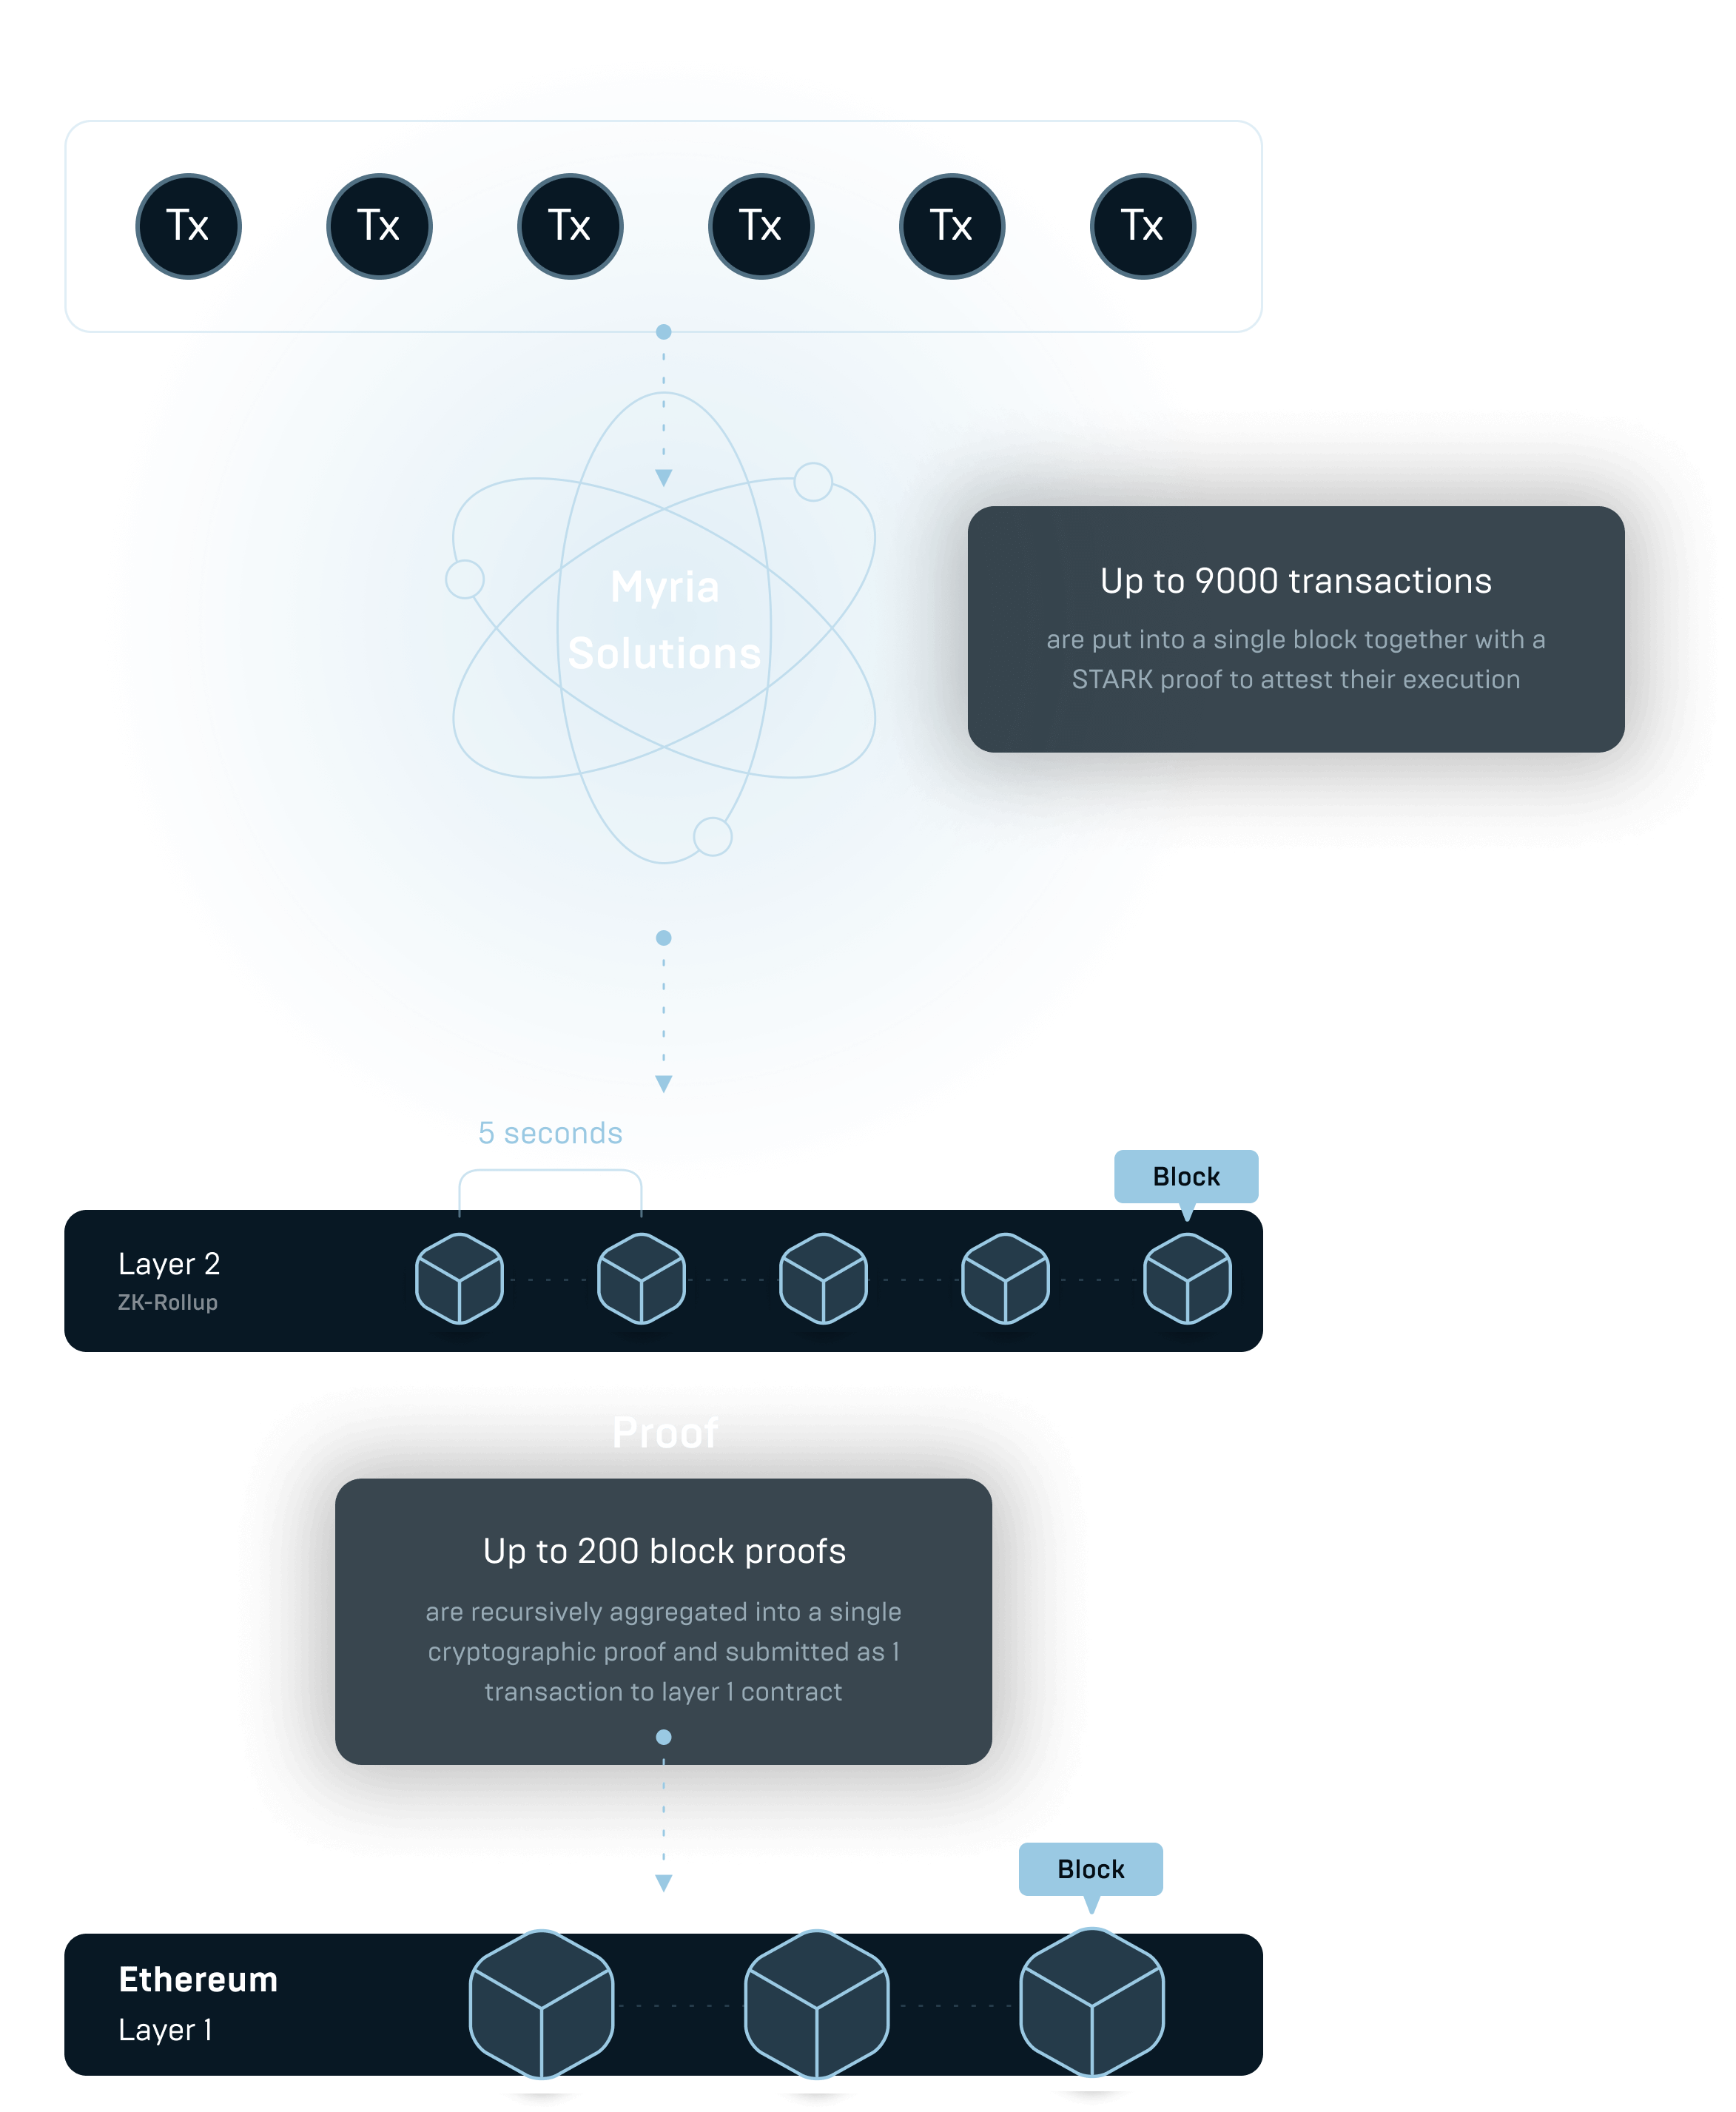 Tx Tx Tx Tx Tx Tx
Myria
Solutions
Up to 9000 transactions
are put into a single block together with a
STARK proof to attest their execution
5 seconds
Block
Layer 2
ZK-Rollup
Proof
Up to 200 block proofs
are recursively aggregated into a single
cryptographic proof and submitted as 1
transaction to layer 1 contract
Block
Ethereum
Layer 1